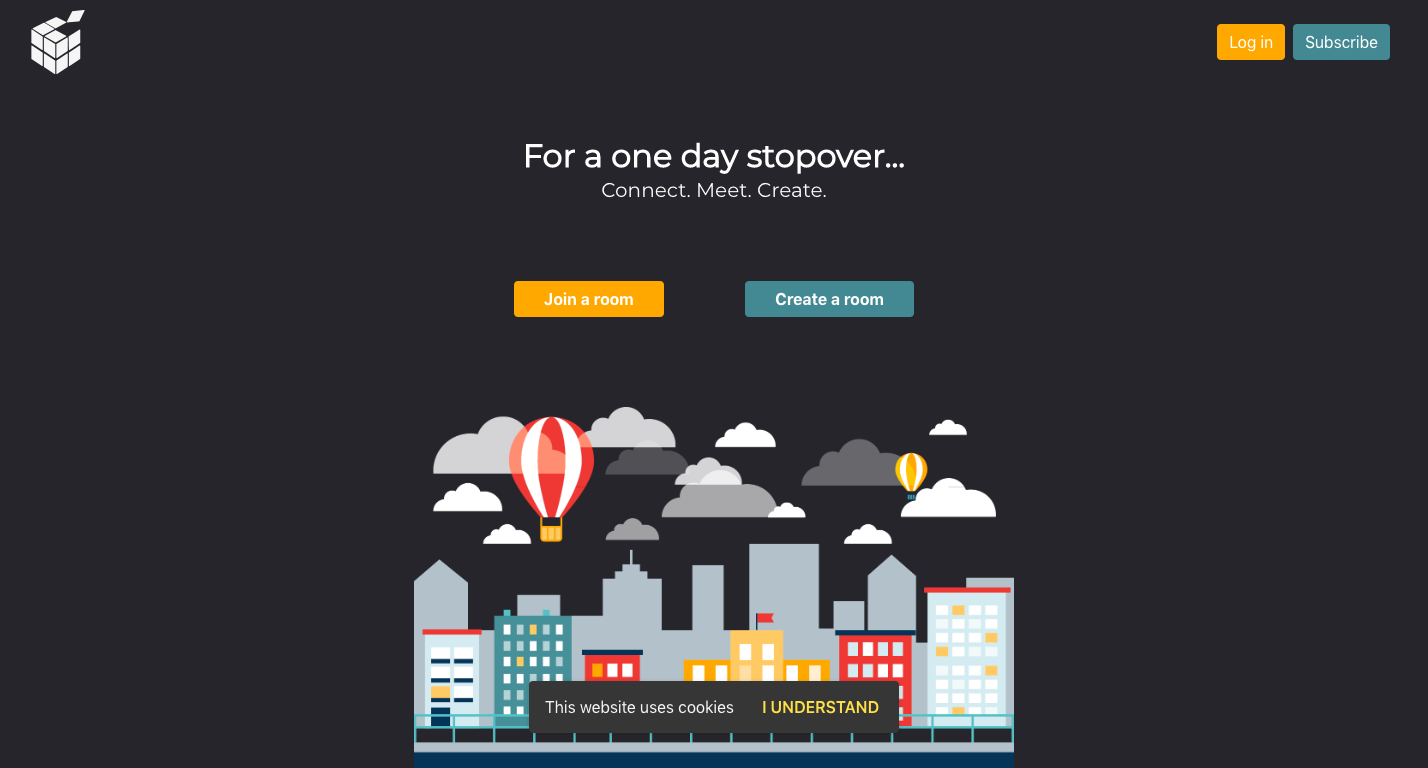 Log in
Subscribe
For a one day stopover...
Connect. Meet. Create.
Join a room
Create a room
This website uses cookies
I UNDERSTAND